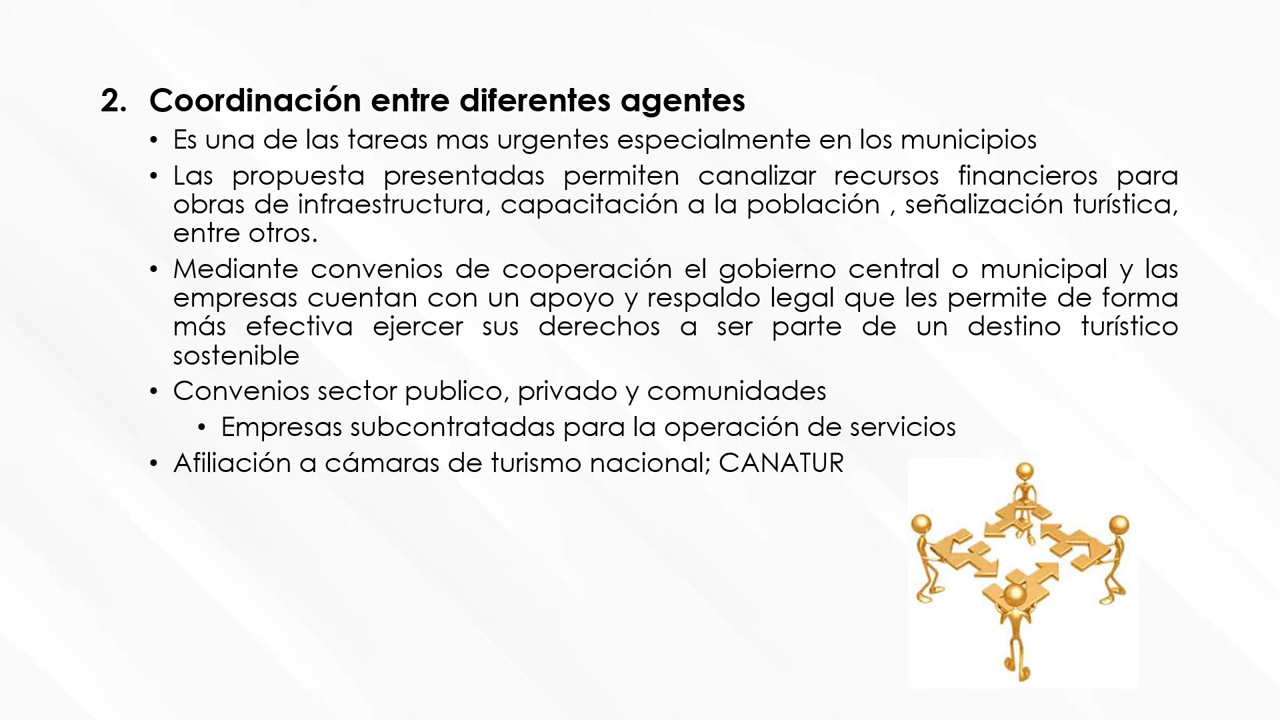 2. Coordinación entre diferentes agentes
• Es una de las tareas mas urgentes especialmente en los municipios
• Las propuesta presentadas permiten canalizar recursos financieros para
obras de infraestructura, capacitación a la población , señalización turística,
entre otros.
• Mediante convenios de cooperación el gobierno central o municipal y las
empresas cuentan con un apoyo y respaldo legal que les permite de forma
más efectiva ejercer sus derechos a ser parte de un destino turístico
sostenible
• Convenios sector publico, privado y comunidades
• Empresas subcontratadas para la operación de servicios
• Afiliación a cámaras de turismo nacional; CANATUR